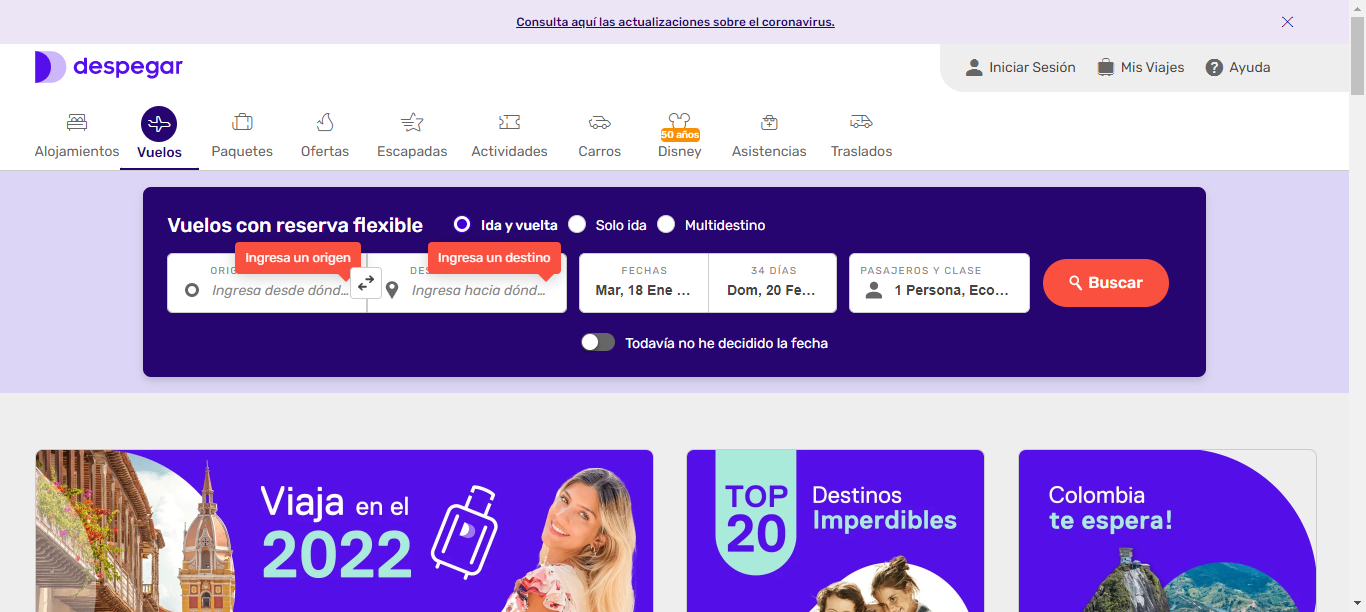 Consulta aquí las actualizaciones sobre el coronavirus.
despegar
Iniciar Sesión
Mis Viajes
Ayuda
Alojamientos
Vuelos
Paquetes
Ofertas
Escapadas
Actividades
Carros
50 años
Disney
Asistencias
Traslados
Vuelos con reserva flexible
Ida y vuelta
Solo ida
Multidestino
Ingresa un origen
Ingresa un destino
Ingresa desde dónd...
Ingresa hacia dónd...
FECHAS
Mar, 18 Ene ...
34 DÍAS
Dom, 20 Fe...
PASAJEROS Y CLASE
1 Persona, Eco...
Buscar
Todavía no he decidido la fecha
Viaja en el
2022
TOP
20
Destinos
Imperdibles
Colombia
te espera!